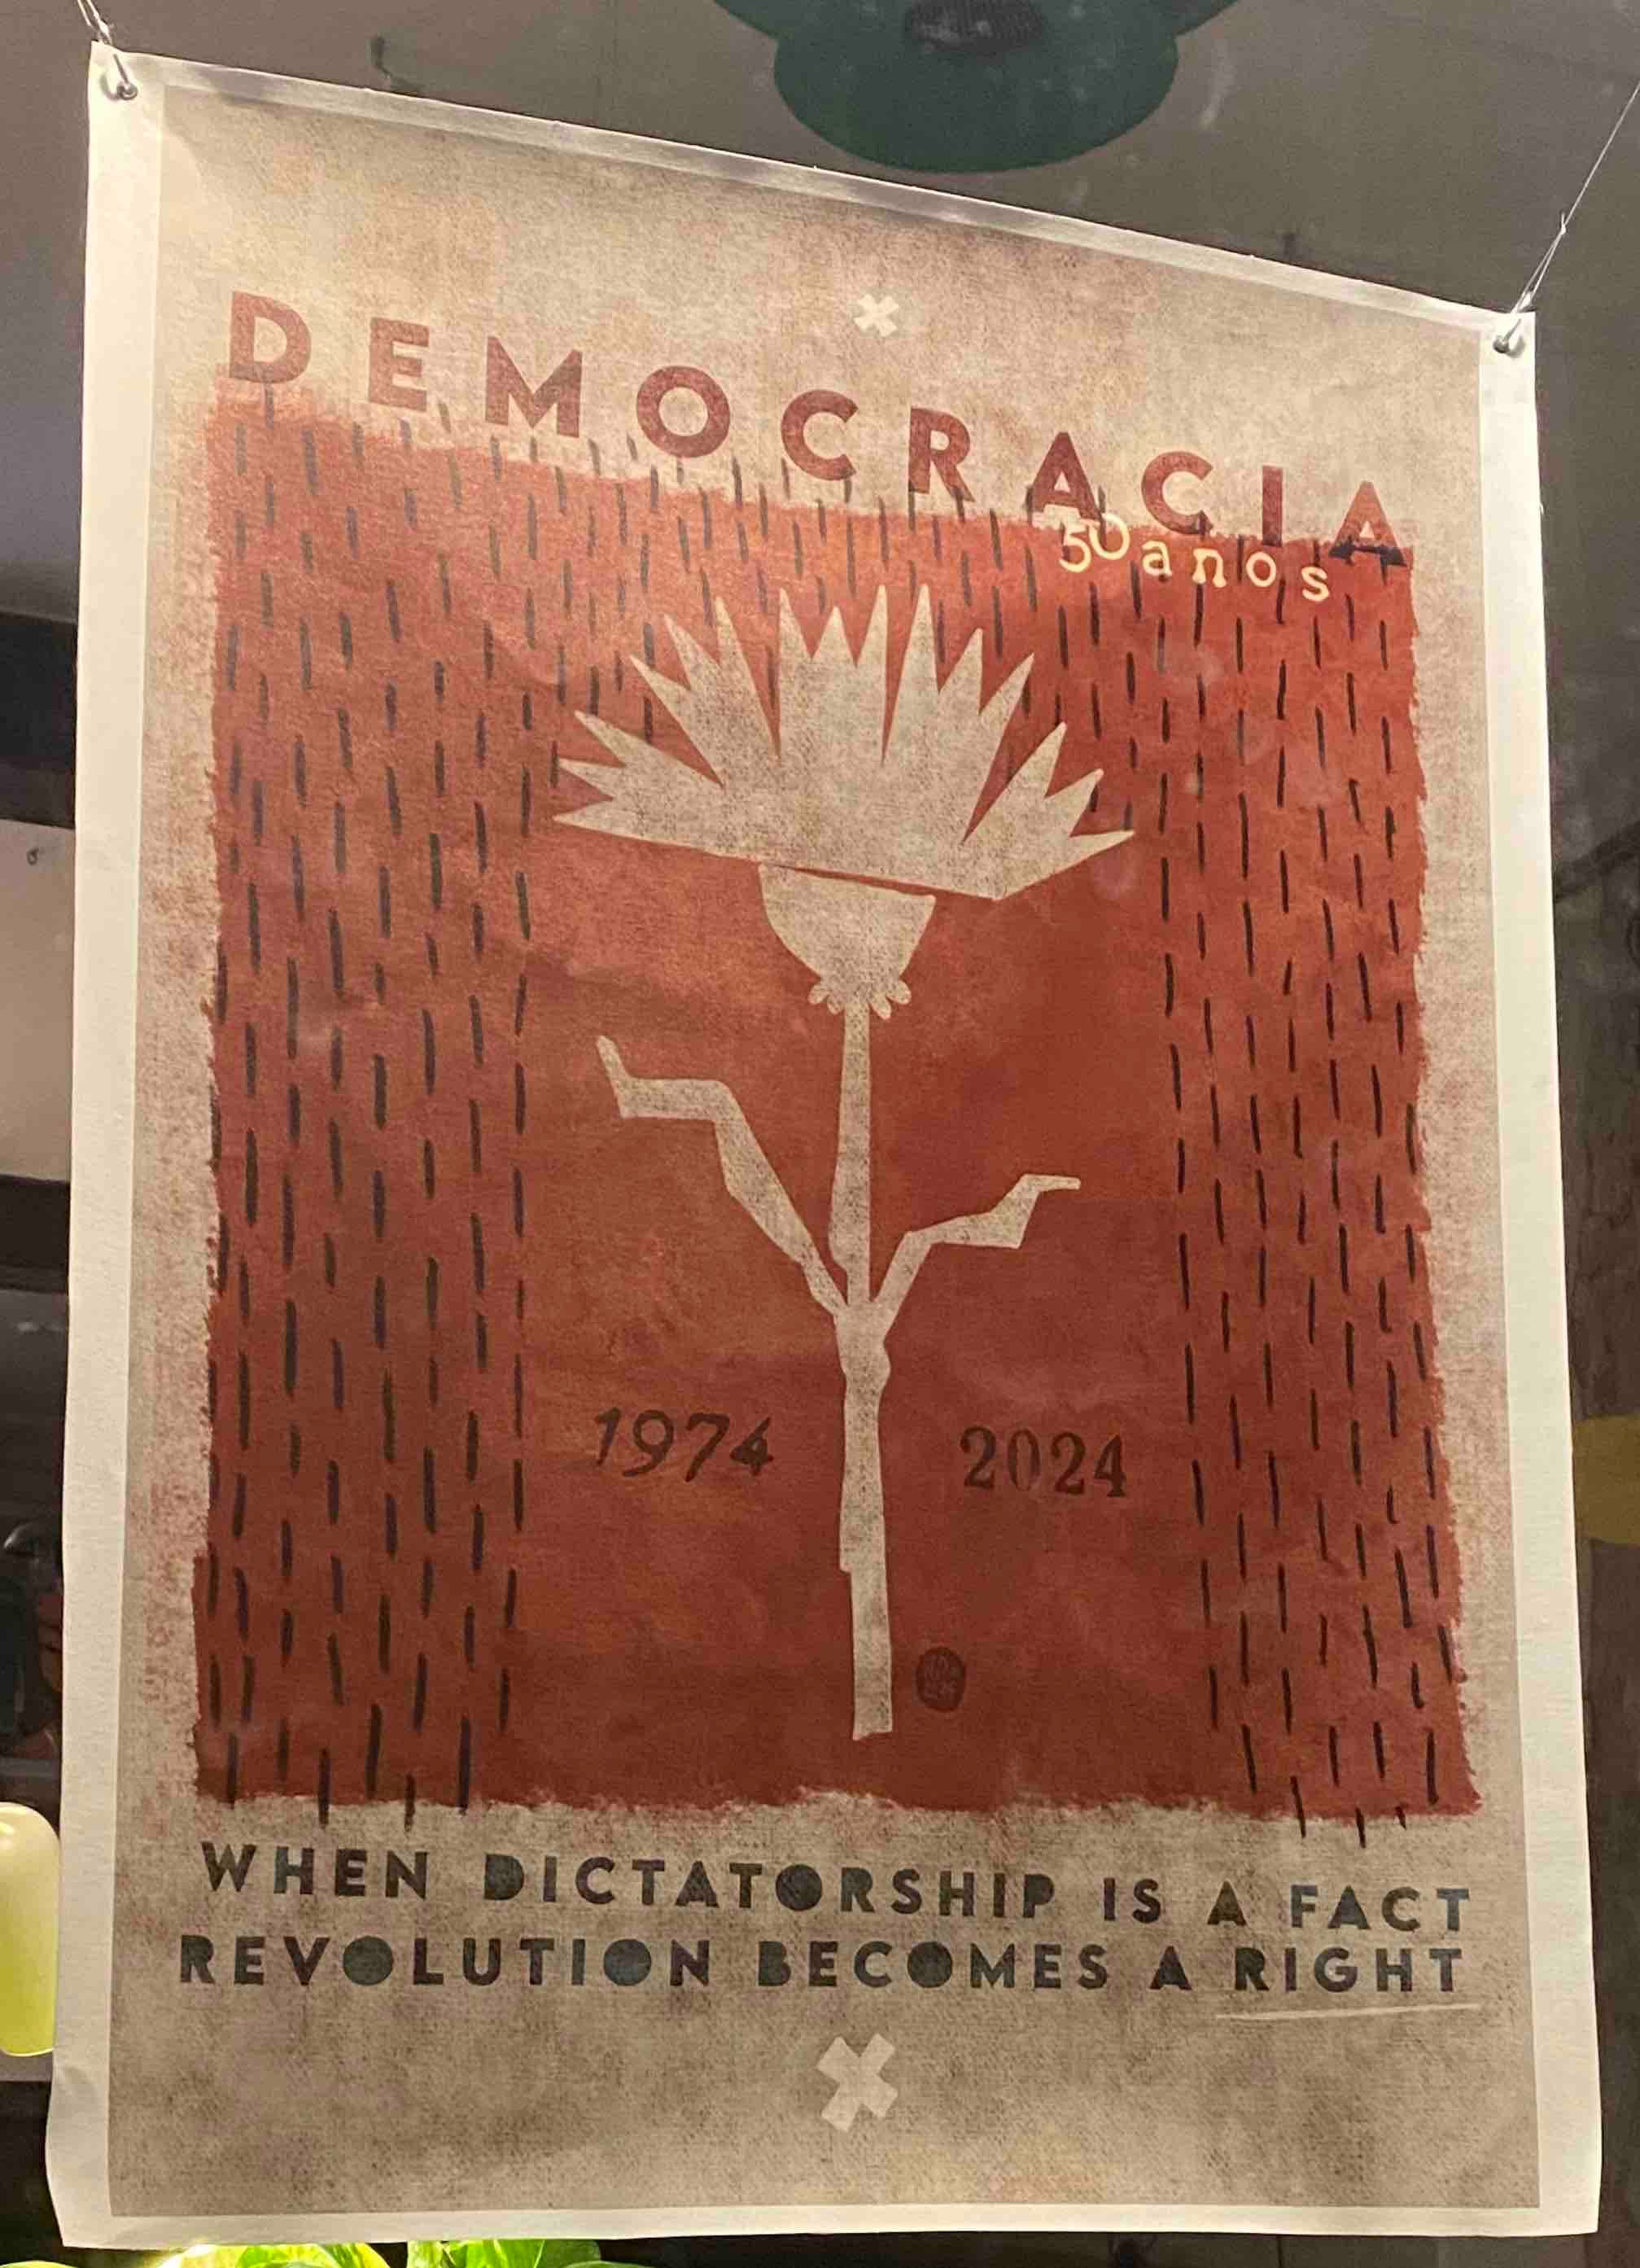 DEMOCRACIA
50 anos
1974 2024
WHEN DICTATORSHIP IS A FACT
REVOLUTION BECOMES A RIGHT